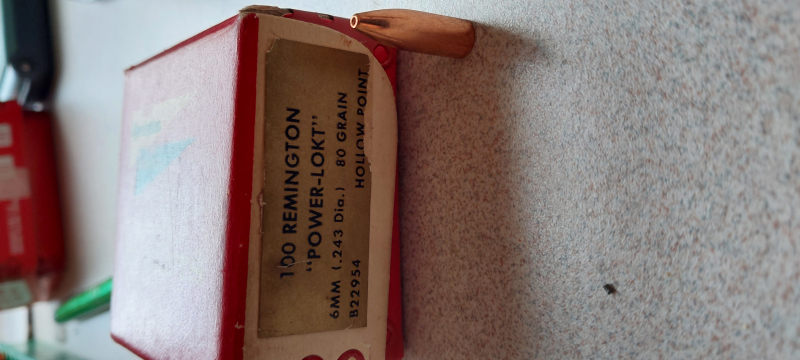 100 REMINGTON
"POWER-LOKT"
6MM (.243 Dia.) 80 GRAIN
B22954 HOLLOW POINT